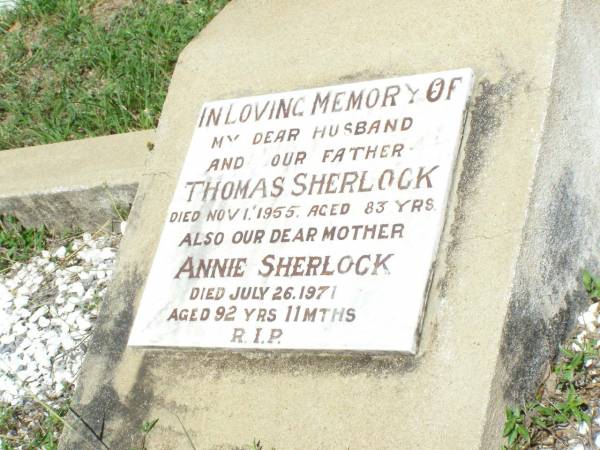 IN LOVING MEMORY OF
MY DEAR HUSBAND
AND OUR FATHER
THOMAS SHERLOCK
DIED NOV 1. 1955. AGED 83 YRS.
ALSO OUR DEAR MOTHER
ANNIE SHERLOCK
DIED JULY 26. 1971
AGED 92 YRS 11 MTHS
R.I.P.